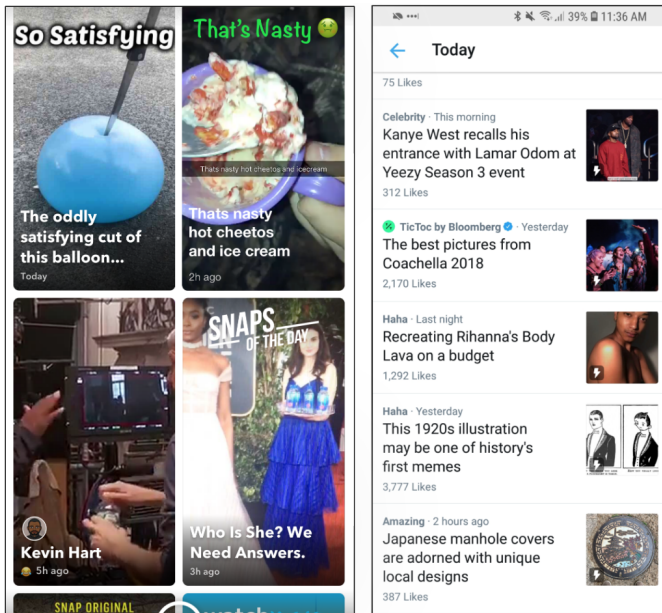 So Satisfying
The oddly
satisfying cut of
this balloon...
Today
That's Nasty
Thats nasty hot cheetos and icecream
Thats nasty
hot cheetos
and ice cream
2h ago
Kevin Hart
5h ago
SNAPS
OF THE DAY
Who Is She? We
Need Answers.
3h ago
SNAP ORIGINAL
39% 11:36 AM
Today
75 Likes
Celebrity · This morning
Kanye West recalls his
entrance with Lamar Odom at
Yeezy Season 3 event
312 Likes
TicToc by Bloomberg · Yesterday
The best pictures from
Coachella 2018
2,170 Likes
Haha · Last night
Recreating Rihanna's Body
Lava on a budget
1,292 Likes
Haha · Yesterday
This 1920s illustration
may be one of history's
first memes
3,777 Likes
Amazing · 2 hours ago
Japanese manhole covers
are adorned with unique
local designs
387 Likes